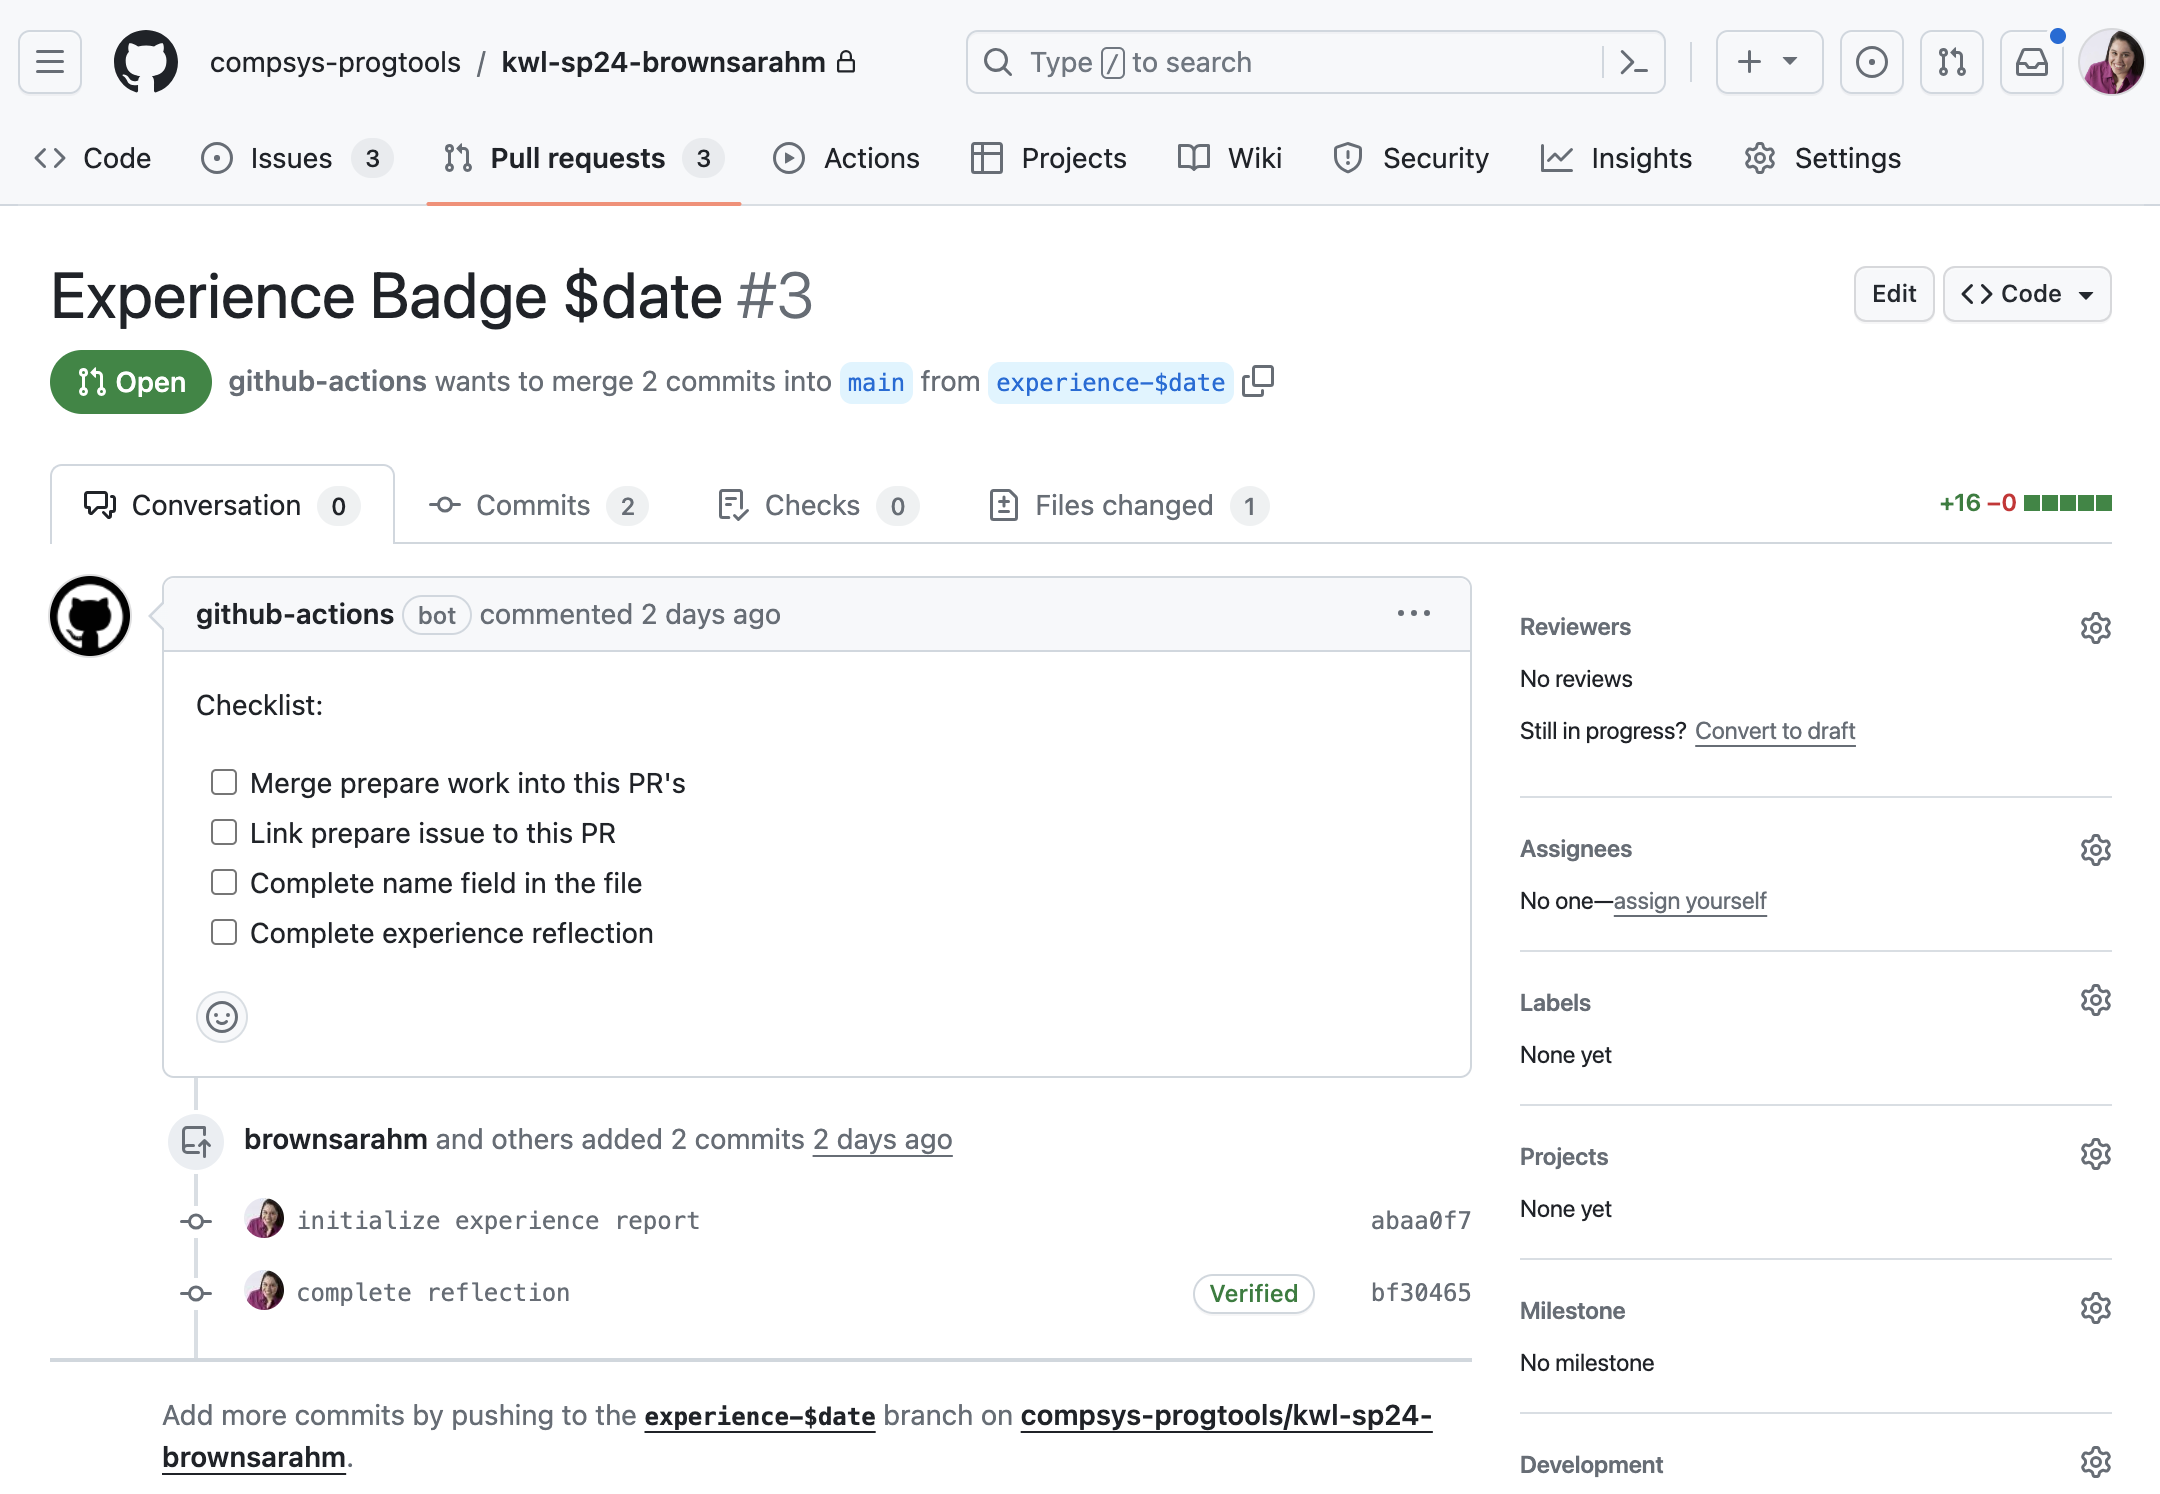 compsys-progtools / kwl-sp24-brownsarahm
Type / to search
Code
Issues 3
Pull requests 3
Actions
Projects
Wiki
Security
Insights
Settings
Experience Badge $date #3
Edit
Code
Open
github-actions wants to merge 2 commits into main from experience-$date
Conversation 0
Commits 2
Checks 0
Files changed 1
+16 −0
github-actions bot commented 2 days ago
Checklist:
Merge prepare work into this PR's
Link prepare issue to this PR
Complete name field in the file
Complete experience reflection
brownsarahm and others added 2 commits 2 days ago
initialize experience report abaa0f7
complete reflection Verified bf30465
Add more commits by pushing to the experience-$date branch on compsys-progtools/kwl-sp24-
brownsarahm.
Reviewers
No reviews
Still in progress? Convert to draft
Assignees
No one—assign yourself
Labels
None yet
Projects
None yet
Milestone
No milestone
Development